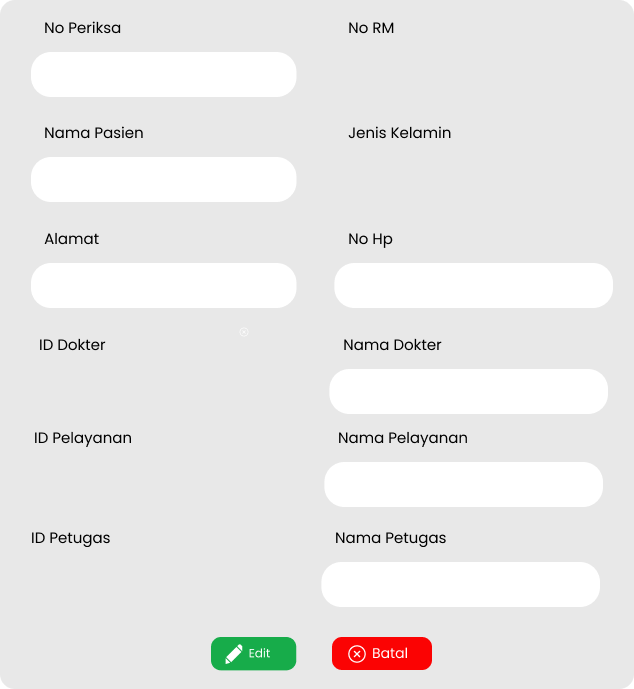 No Periksa
No RM
Nama Pasien
Jenis Kelamin
Alamat
No Hp
ID Dokter
Nama Dokter
ID Pelayanan
Nama Pelayanan
ID Petugas
Nama Petugas
Edit
Batal